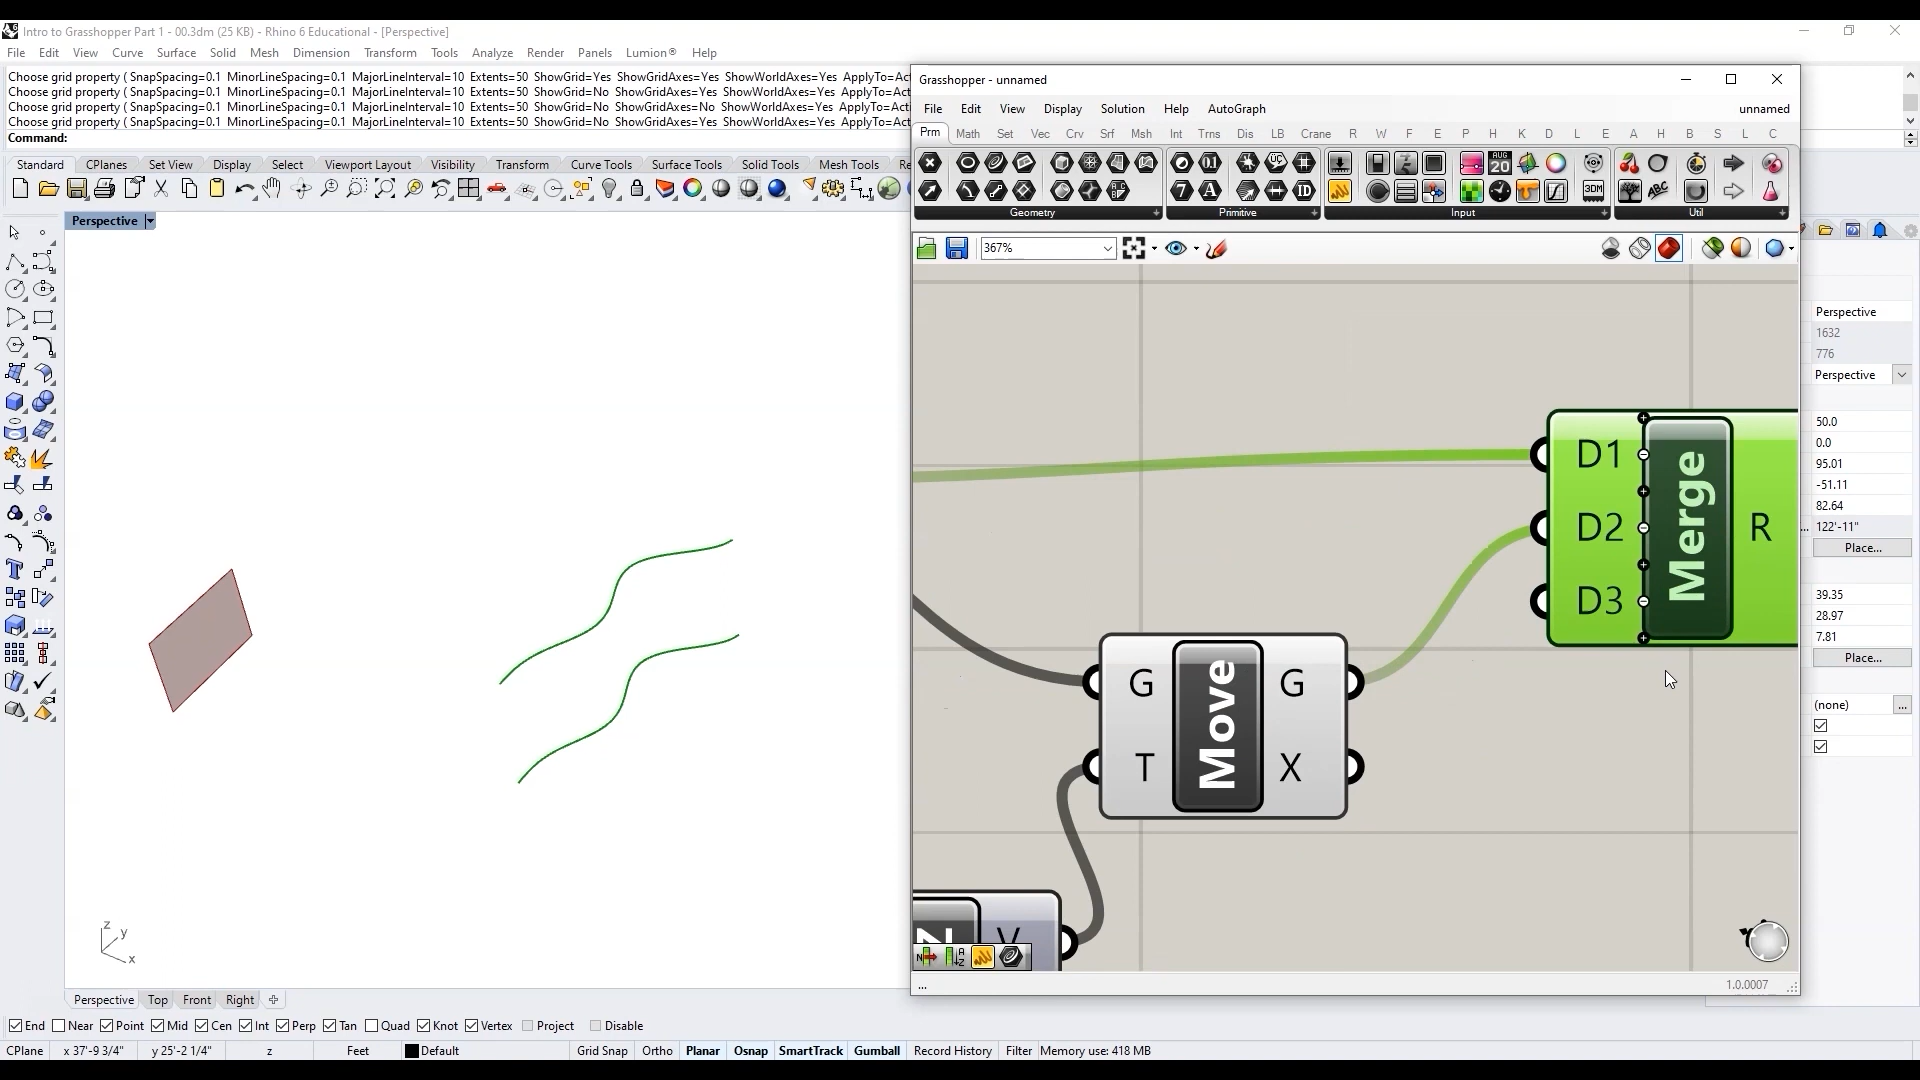 Intro to Grasshopper Part 1 - 00.3dm (25 KB) - Rhino 6 Educational - [Perspective]
File Edit View Curve Surface Solid Mesh Dimension Transform Tools Analyze Render Panels Lumion® Help
Choose grid property ( SnapSpacing=0.1 MinorLineSpacing=0.1 MajorLineInterval=10 Extents=50 ShowGrid=Yes ShowGridAxes=Yes ShowWorldAxes=Yes ApplyTo=Act
Choose grid property ( SnapSpacing=0.1 MinorLineSpacing=0.1 MajorLineInterval=10 Extents=50 ShowGrid=Yes ShowGridAxes=Yes ShowWorldAxes=Yes ApplyTo=Act
Choose grid property ( SnapSpacing=0.1 MinorLineSpacing=0.1 MajorLineInterval=10 Extents=50 ShowGrid=No ShowGridAxes=No ShowWorldAxes=Yes ApplyTo=Act
Choose grid property ( SnapSpacing=0.1 MinorLineSpacing=0.1 MajorLineInterval=10 Extents=50 ShowGrid=No ShowGridAxes=Yes ShowWorldAxes=Yes ApplyTo=Act
Command:
Standard CPlanes Set View Display Select Viewport Layout Visibility Transform Curve Tools Surface Tools Solid Tools Mesh Tools Re
Perspective
Grasshopper - unnamed
File Edit View Display Solution Help AutoGraph unnamed
Prm Math Set Vec Crv Srf Msh Int Trns Dis LB Crane R W F E P H K D L E A H B S L C
Geometry Primitive Input Util
367%
D1
D2
D3
Merge
R
G
T
Move
G
X
V
z
y
x
Perspective
1632
776
Perspective
50.0
0.0
95.01
-51.11
82.64
122'-11"
Place...
39.35
28.97
7.81
Place...
(none) ...
... 1.0.0007
Perspective Top Front Right
End Near Point Mid Cen Int Perp Tan Quad Knot Vertex Project Disable
CPlane x 37'-9 3/4" y 25'-2 1/4" z Feet Default Grid Snap Ortho Planar Osnap SmartTrack Gumball Record History Filter Memory use: 418 MB